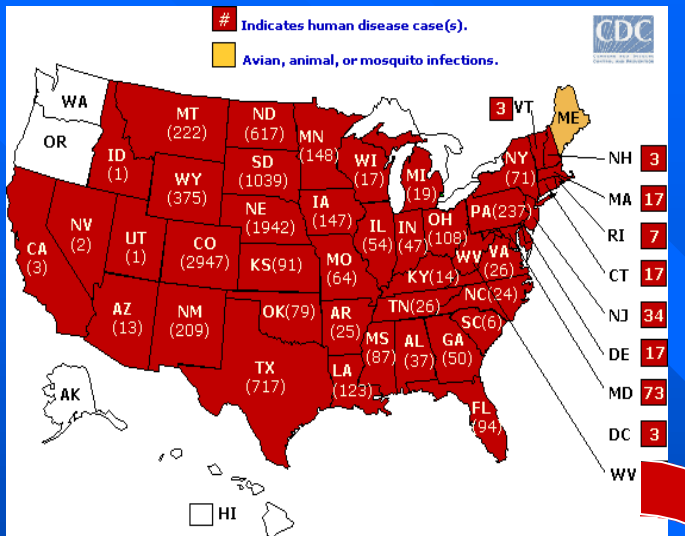 # Indicates human disease case(s).
Avian, animal, or mosquito infections.
CDC
WA
OR
MT
(222)
ND
(617)
MN
(148)
ID
(1)
WY
(375)
SD
(1039)
WI
(17)
MI
(19)
NY
(71)
3 VT
ME
NH 3
MA 17
RI 7
CT 17
NJ 34
DE 17
MD 73
DC 3
WV
NV
(2)
UT
(1)
CO
(2947)
NE
(1942)
IA
(147)
IL
(54)
IN
(47)
OH
(108)
PA(237)
CA
(3)
KS(91)
MO
(64)
KY(14)
WV
VA
(26)
AZ
(13)
NM
(209)
OK(79)
AR
(25)
TN(26)
NC(24)
SC(6)
TX
(717)
LA
(123)
MS
(87)
AL
(37)
GA
(50)
FL
(94)
AK
HI